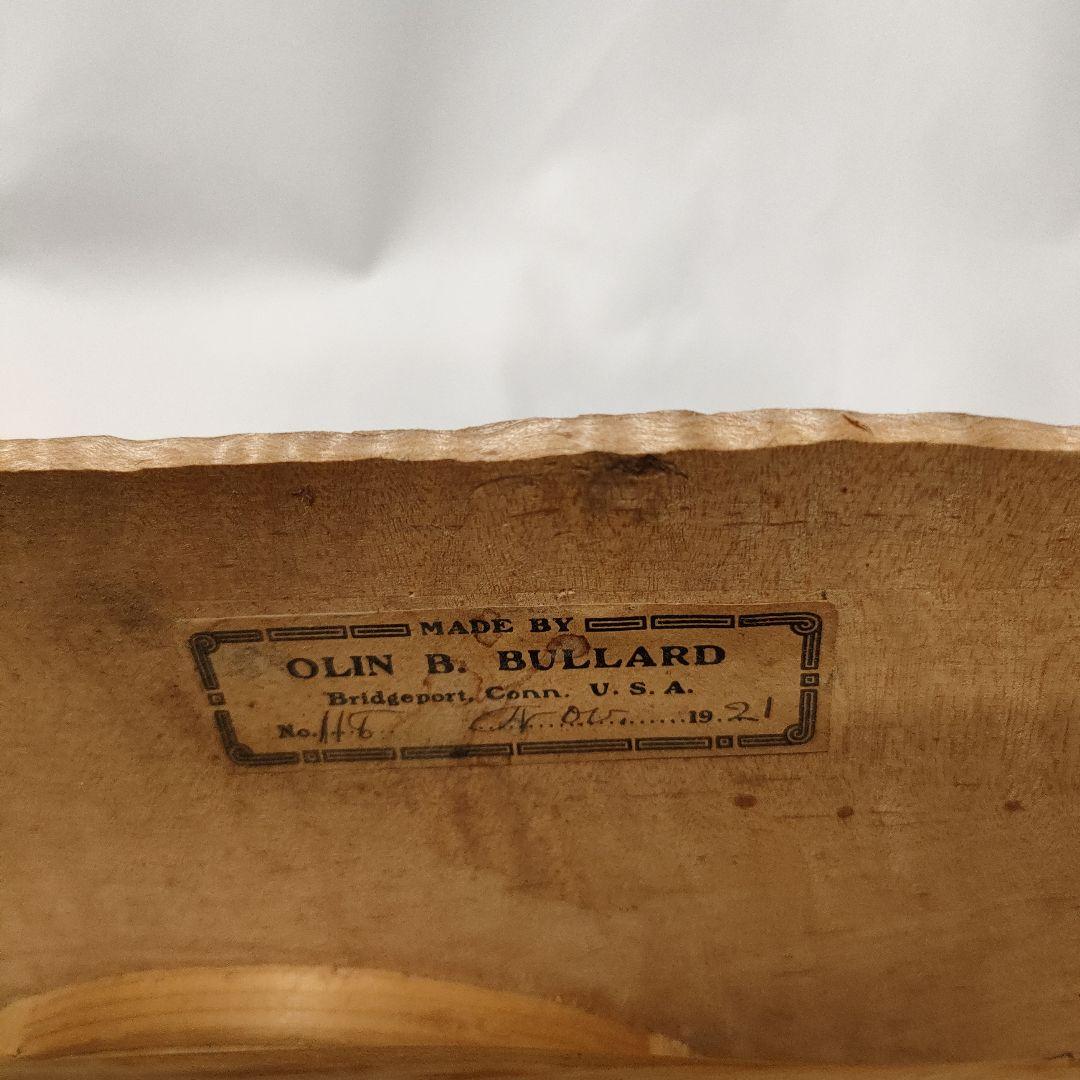 MADE BY
OLIN B. BULLARD
Bridgeport, Conn. U. S. A.
No. 19.21